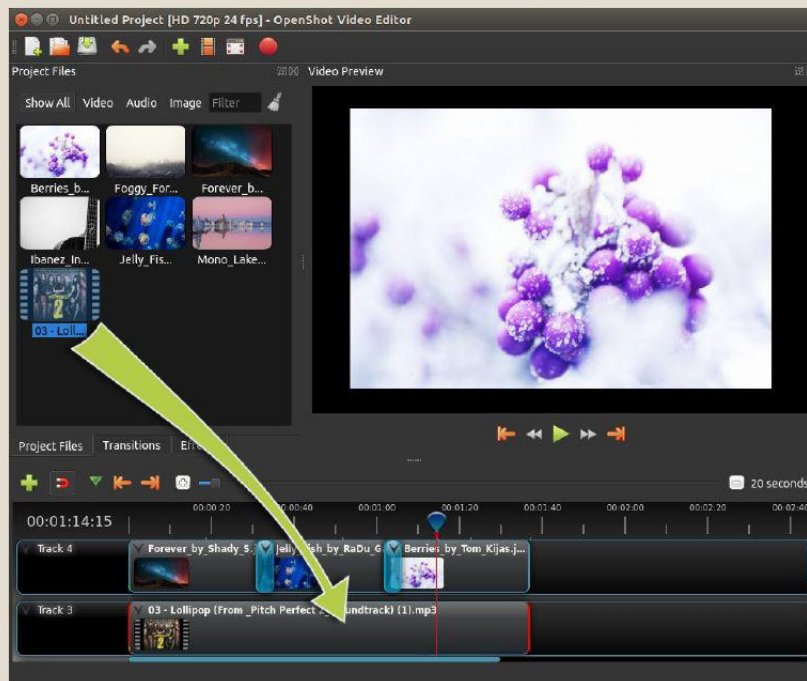 Untitled Project [HD 720p 24 fps] - OpenShot Video Editor
Project Files
Video Preview
Show All Video Audio Image Filter
Berries_b... Foggy_For... Forever_b...
Ibanez_In... Jelly_Fis... Mono_Lake...
03 - Loll...
Project Files Transitions
20 seconds
00:01:14:15
00:00:20 00:01:00 00:01:20 00:01:40 00:02:00 00:02:20 00:02:40
Track 4
Forever_by_Shady_S. by_RaDu_G Berries_by_Tom_Kijas.j...
Track 3
03 - Lollipop (From _Pitch Perfect (1).mp3
2